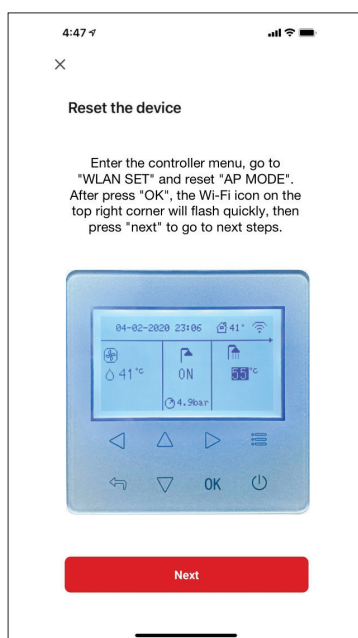 4:47
Reset the device
Enter the controller menu, go to
"WLAN SET" and reset "AP MODE".
After press "OK", the Wi-Fi icon on the
top right corner will flash quickly, then
press "next" to go to next steps.
04-02-2020 23:06 41°
41°c ON 55°c
4.9bar
OK
Next